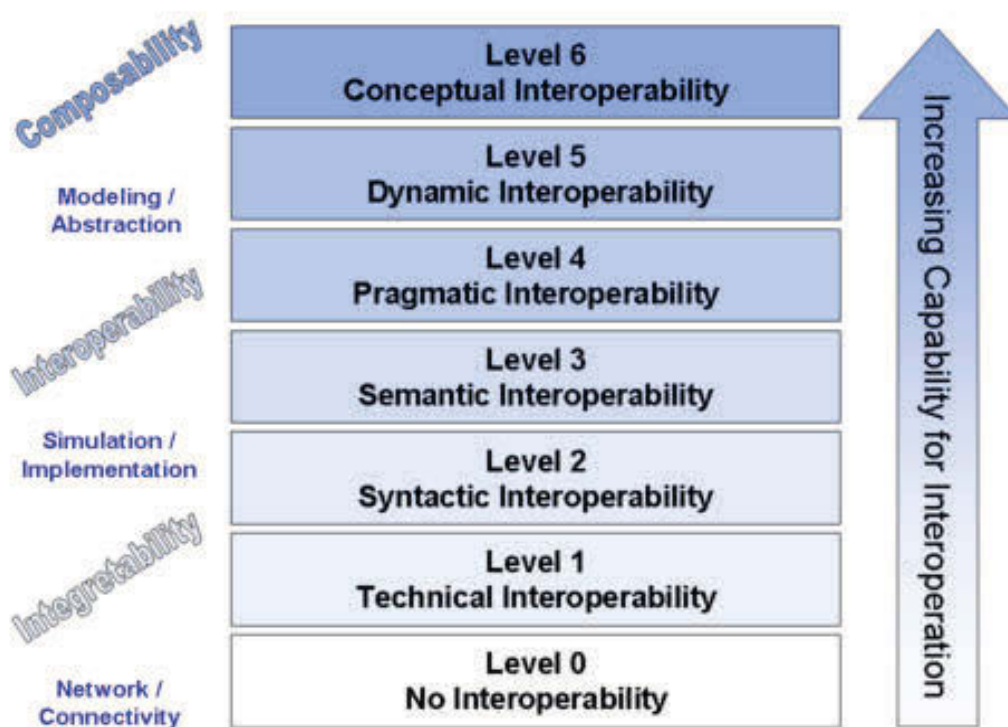 Composability
Level 6
Conceptual Interoperability
Level 5
Dynamic Interoperability
Modeling /
Abstraction
Level 4
Pragmatic Interoperability
Interoperability
Level 3
Semantic Interoperability
Simulation /
Implementation
Level 2
Syntactic Interoperability
Integretability
Level 1
Technical Interoperability
Level 0
No Interoperability
Network /
Connectivity
Increasing Capability for Interoperation